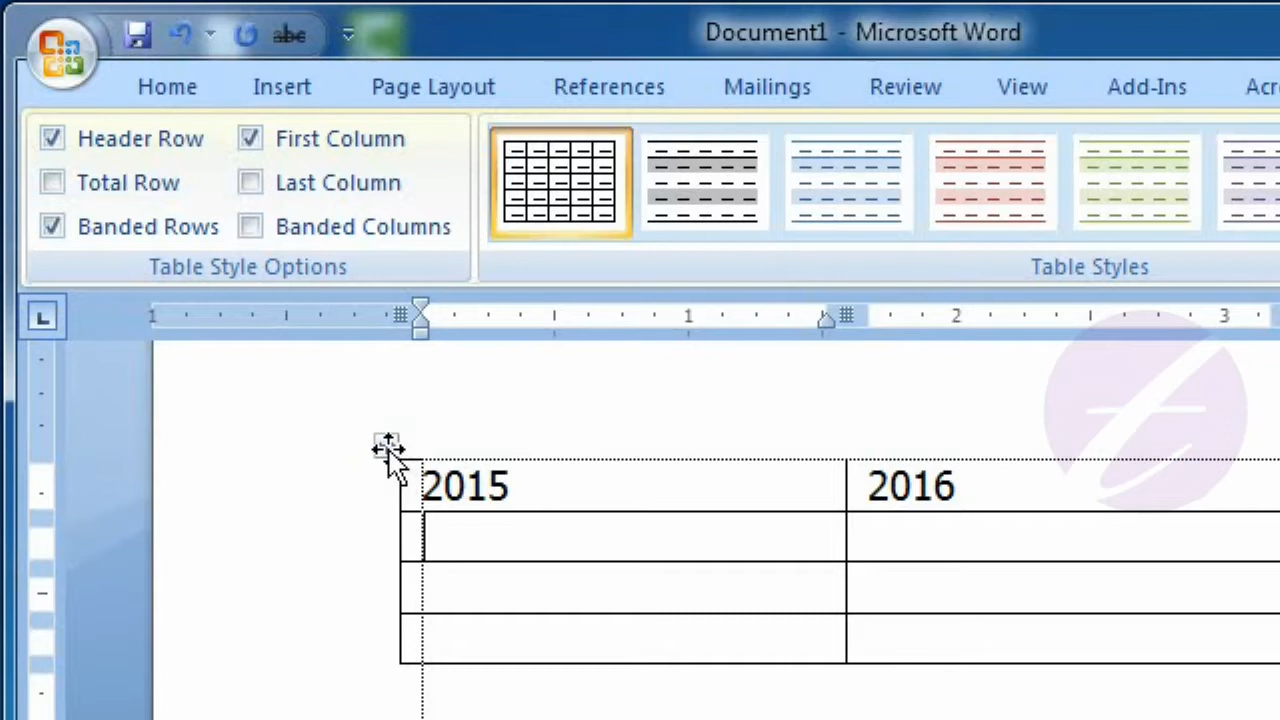 abc
Document1 - Microsoft Word
Home Insert Page Layout References Mailings Review View Add-Ins
Header Row First Column
Total Row Last Column
Banded Rows Banded Columns
Table Style Options Table Styles
L 1 1 2 3
2015 2016